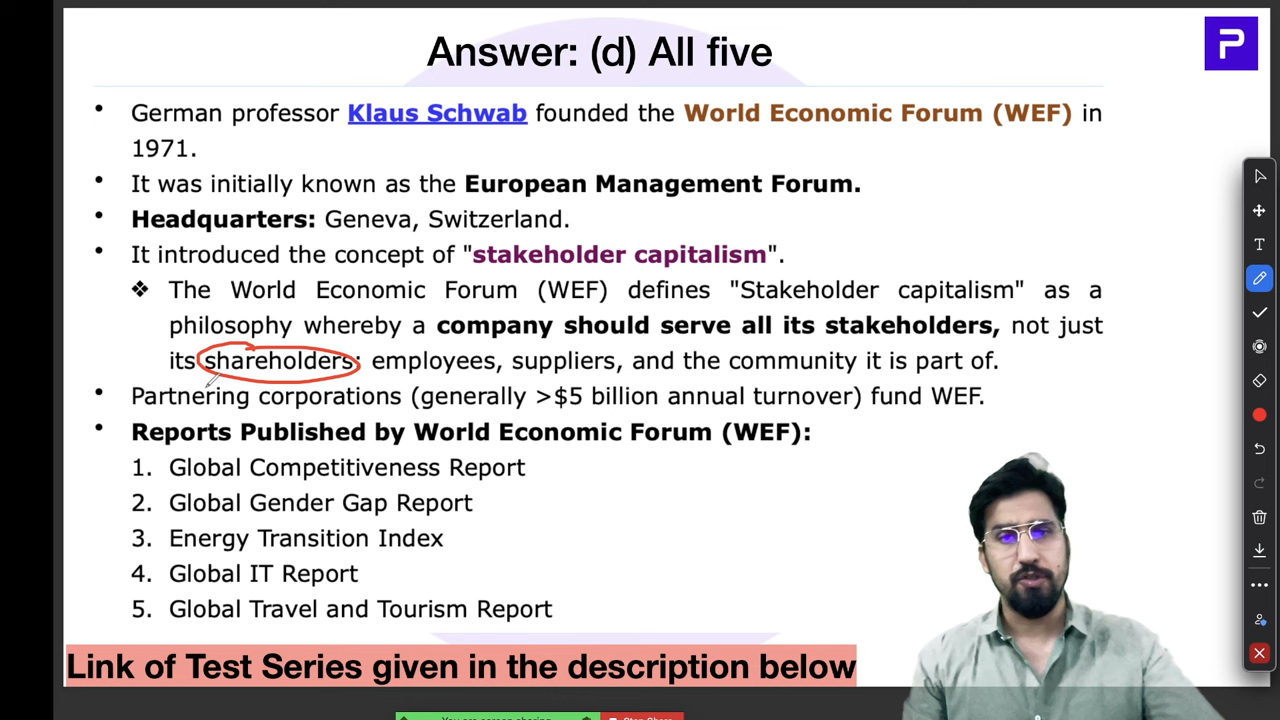 Answer: (d) All five
P
• German professor Klaus Schwab founded the World Economic Forum (WEF) in
1971.
• It was initially known as the European Management Forum.
• Headquarters: Geneva, Switzerland.
• It introduced the concept of "stakeholder capitalism".
❖ The World Economic Forum (WEF) defines "Stakeholder capitalism" as a
philosophy whereby a company should serve all its stakeholders, not just
its shareholders: employees, suppliers, and the community it is part of.
• Partnering corporations (generally >$5 billion annual turnover) fund WEF.
• Reports Published by World Economic Forum (WEF):
1. Global Competitiveness Report
2. Global Gender Gap Report
3. Energy Transition Index
4. Global IT Report
5. Global Travel and Tourism Report
Link of Test Series given in the description below